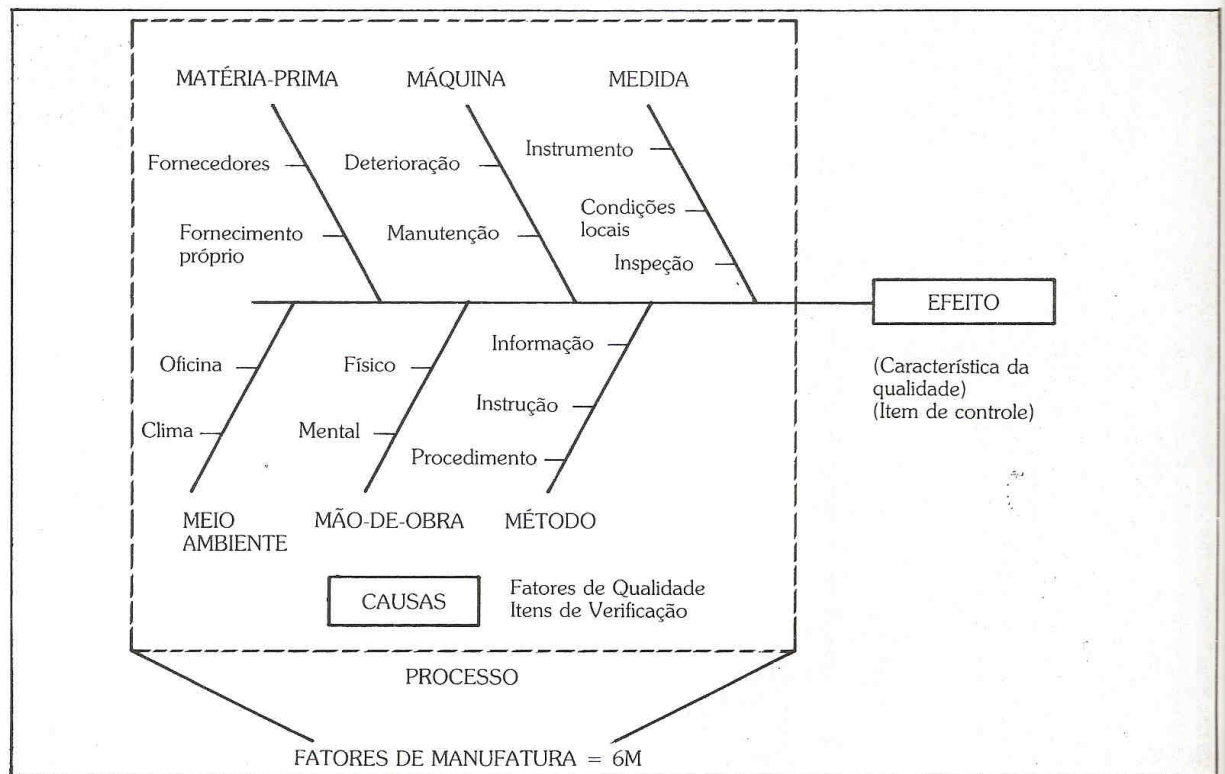 MATÉRIA-PRIMA
MÁQUINA
MEDIDA
Fornecedores
Fornecimento
próprio
Deterioração
Manutenção
Instrumento
Condições
locais
Inspeção
EFEITO
(Característica da
qualidade)
(Item de controle)
Oficina
Clima
Físico
Mental
Informação
Instrução
Procedimento
MEIO
AMBIENTE
MÃO-DE-OBRA
MÉTODO
CAUSAS
Fatores de Qualidade
Itens de Verificação
PROCESSO
FATORES DE MANUFATURA = 6M